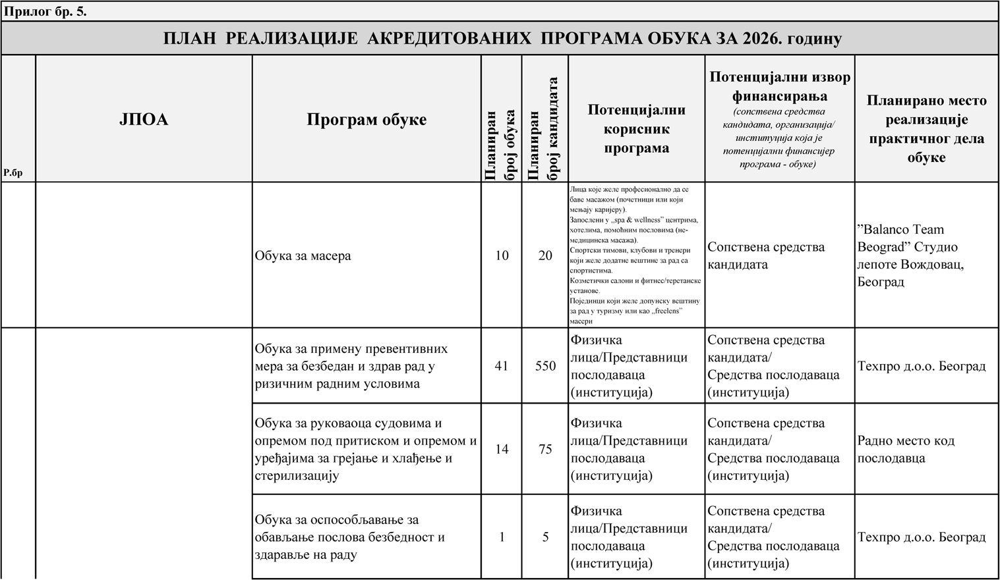 Прилог бр. 5.
ПЛАН РЕАЛИЗАЦИЈЕ АКРЕДИТОВАНИХ ПРОГРАМА ОБУКА ЗА 2026. годину
Р.бр
ЈПОА
Програм обуке
Планиран
број обука
Планиран
број кандидата
Потенцијални
корисник
програма
Потенцијални извор
финансирања
(сопствена средства
кандидата, организација/
институција која је
потенцијални финансијер
програма - обуке)
Планирано место
реализације
практичног дела
обуке
Обука за масера
10
20
Лица које желе професионално да се
баве масажом (почетници или који
мењају каријеру).
Запослени у „spa & wellness” центрима,
хотелима, помоћним пословима (не-
медицинска масажа).
Спортски тимови, клубови и тренери
који желе додатне вештине за рад са
спортистима.
Козметички салони и фитнес/теретанске
установе.
Појединци који желе допунску вештину
за рад у туризму или као „freelens”
масери
Сопствена средства
кандидата
”Balanco Team
Beograd” Студио
лепоте Вождовац,
Београд
Обука за примену превентивних
мера за безбедан и здрав рад у
ризичним радним условима
41
550
Физичка
лица/Представници
послодаваца
(институција)
Сопствена средства
кандидата/
Средства послодаваца
(институција)
Техпро д.о.о. Београд
Обука за руковаоца судовима и
опремом под притиском и опремом и
уређајима за грејање и хлађење и
стерилизацију
14
75
Физичка
лица/Представници
послодаваца
(институција)
Сопствена средства
кандидата/
Средства послодаваца
(институција)
Радно место код
послодавца
Обука за оспособљавање за
обављање послова безбедност и
здаравље на раду
1
5
Физичка
лица/Представници
послодаваца
(институција)
Сопствена средства
кандидата/
Средства послодаваца
(институција)
Техпро д.о.о. Београд